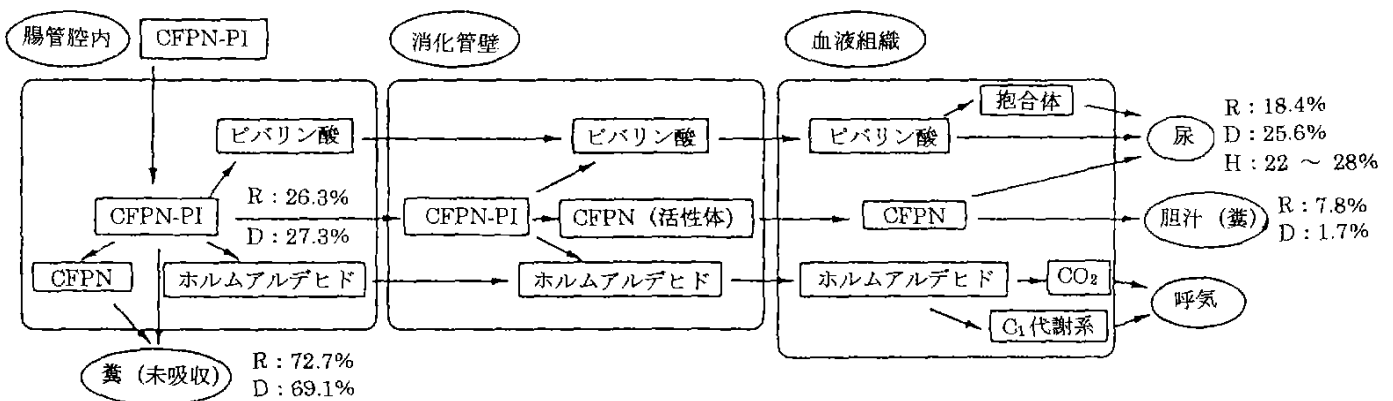 腸管腔内
CFPN-PI
消化管壁
血液組織
ピバリン酸
ピバリン酸
ピバリン酸
抱合体
尿
R : 18.4%
D : 25.6%
H : 22 ～ 28%
CFPN-PI
R : 26.3%
D : 27.3%
CFPN-PI
CFPN (活性体)
CFPN
胆汁 (糞)
R : 7.8%
D : 1.7%
CFPN
ホルムアルデヒド
ホルムアルデヒド
ホルムアルデヒド
CO₂
C₁代謝系
呼気
糞 (未吸収)
R : 72.7%
D : 69.1%